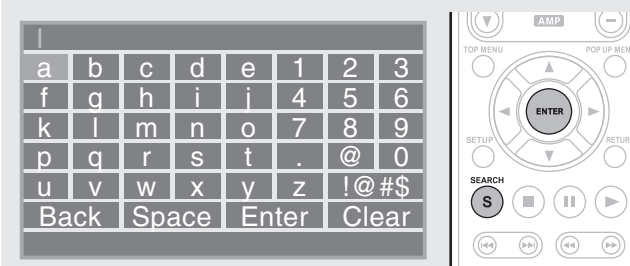 a b c d e 1 2 3
f g h i j 4 5 6
k l m n o 7 8 9
p q r s t . @ 0
u v w x y z !@#$
Back Space Enter Clear
AMP
TOP MENU POP UP MEN
ENTER
SETUP RETUR
SEARCH
S